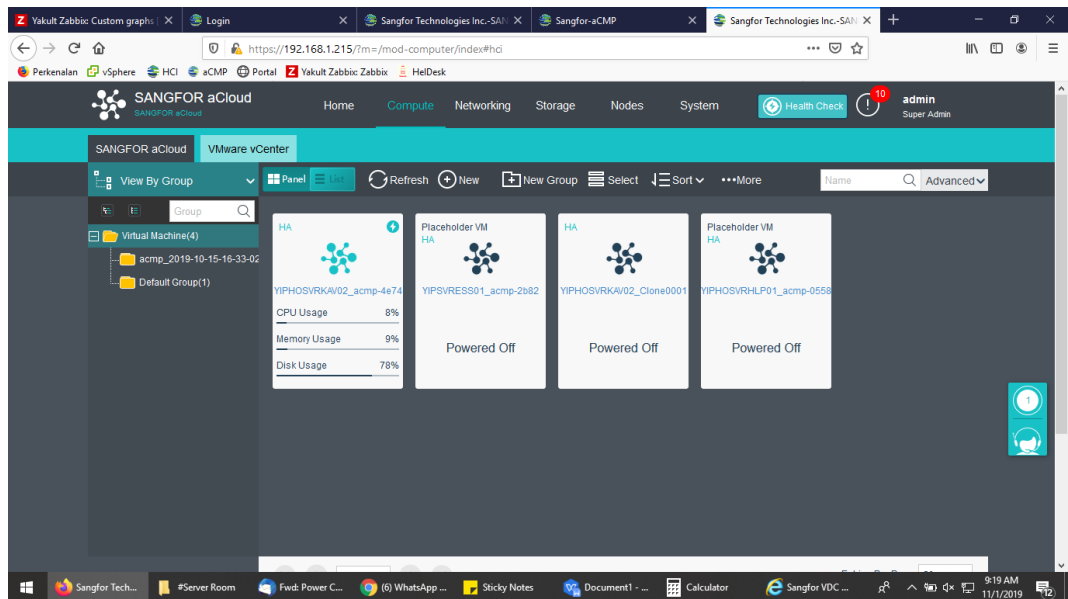 Yakult Zabbix: Custom graphs |
Login
Sangfor Technologies Inc.-SAN
Sangfor-aCMP
Sangfor Technologies Inc.-SAN
https://192.168.1.215/?m=/mod-computer/index#hci
Perkenalan
vSphere
HCI
aCMP
Portal
Yakult Zabbix: Zabbix
HelDesk
SANGFOR aCloud
SANGFOR aCloud
Home
Compute
Networking
Storage
Nodes
System
Health Check
10
admin
Super Admin
SANGFOR aCloud
VMware vCenter
View By Group
Panel
List
Refresh
New
New Group
Select
Sort
More
Name
Advanced
Group
Virtual Machine(4)
acmp_2019-10-15-16-33-02
Default Group(1)
HA
YIPHOSVRKAV02_acmp-4e74
CPU Usage 8%
Memory Usage 9%
Disk Usage 78%
Placeholder VM
HA
YIPSVRESS01_acmp-2b82
Powered Off
HA
YIPHOSVRKAV02_Clone0001
Powered Off
Placeholder VM
HA
YIPHOSVRHLP01_acmp-0558
Powered Off
1
Sangfor Tech...
#Server Room
Fwd: Power C...
(6) WhatsApp ...
Sticky Notes
Document1 - ...
Calculator
Sangfor VDC ...
9:19 AM
11/1/2019
12